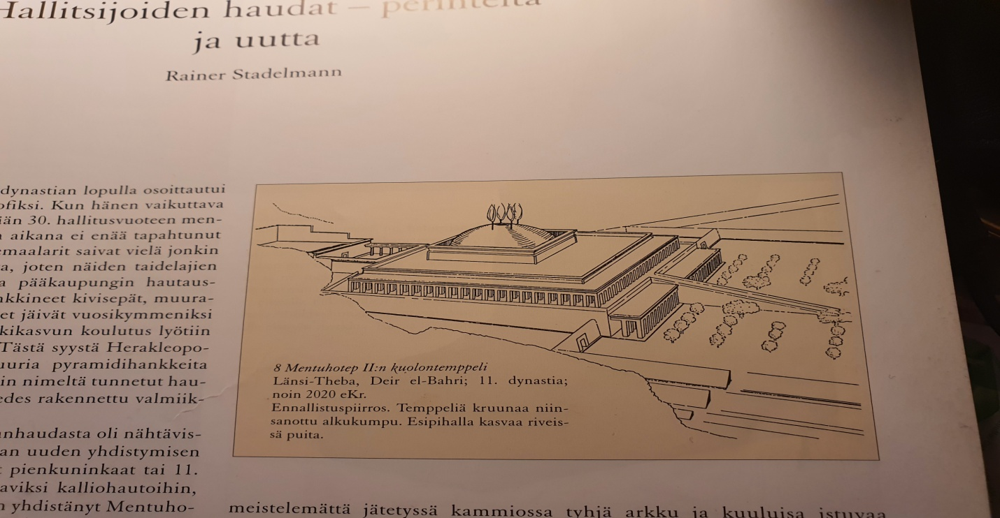 Hallitsijoiden haudat – perinteitä
ja uutta
Rainer Stadelmann
dynastian lopulla osoittautui
ofiksi. Kun hänen vaikuttava
ään 30. hallitusvuoteen men-
aikana ei enää tapahtunut
emaalarit saivat vielä jonkin
a, joten näiden taidelajien
a pääkaupungin hautaus-
nkkineet kivisepät, muura-
et jäivät vuosikymmeniksi
kikasvun koulutus lyötiin
Tästä syystä Herakleopo-
uuria pyramidihankkeita
in nimeltä tunnetut hau-
edes rakennettu valmiik-
nhaudasta oli nähtävis-
an uuden yhdistymisen
t pienkuninkaat tai 11.
aviksi kalliohautoihin,
n yhdistänyt Mentuho-
8 Mentuhotep II:n kuolontemppeli
Länsi-Theba, Deir el-Bahri; 11. dynastia;
noin 2020 eKr.
Ennallistuspiirros. Temppeliä kruunaa niin-
sanottu alkukumpu. Esipihalla kasvaa riveis-
sä puita.
meistelemättä jätetyssä kammiossa tyhjä arkku ja kuuluisa istuvaa